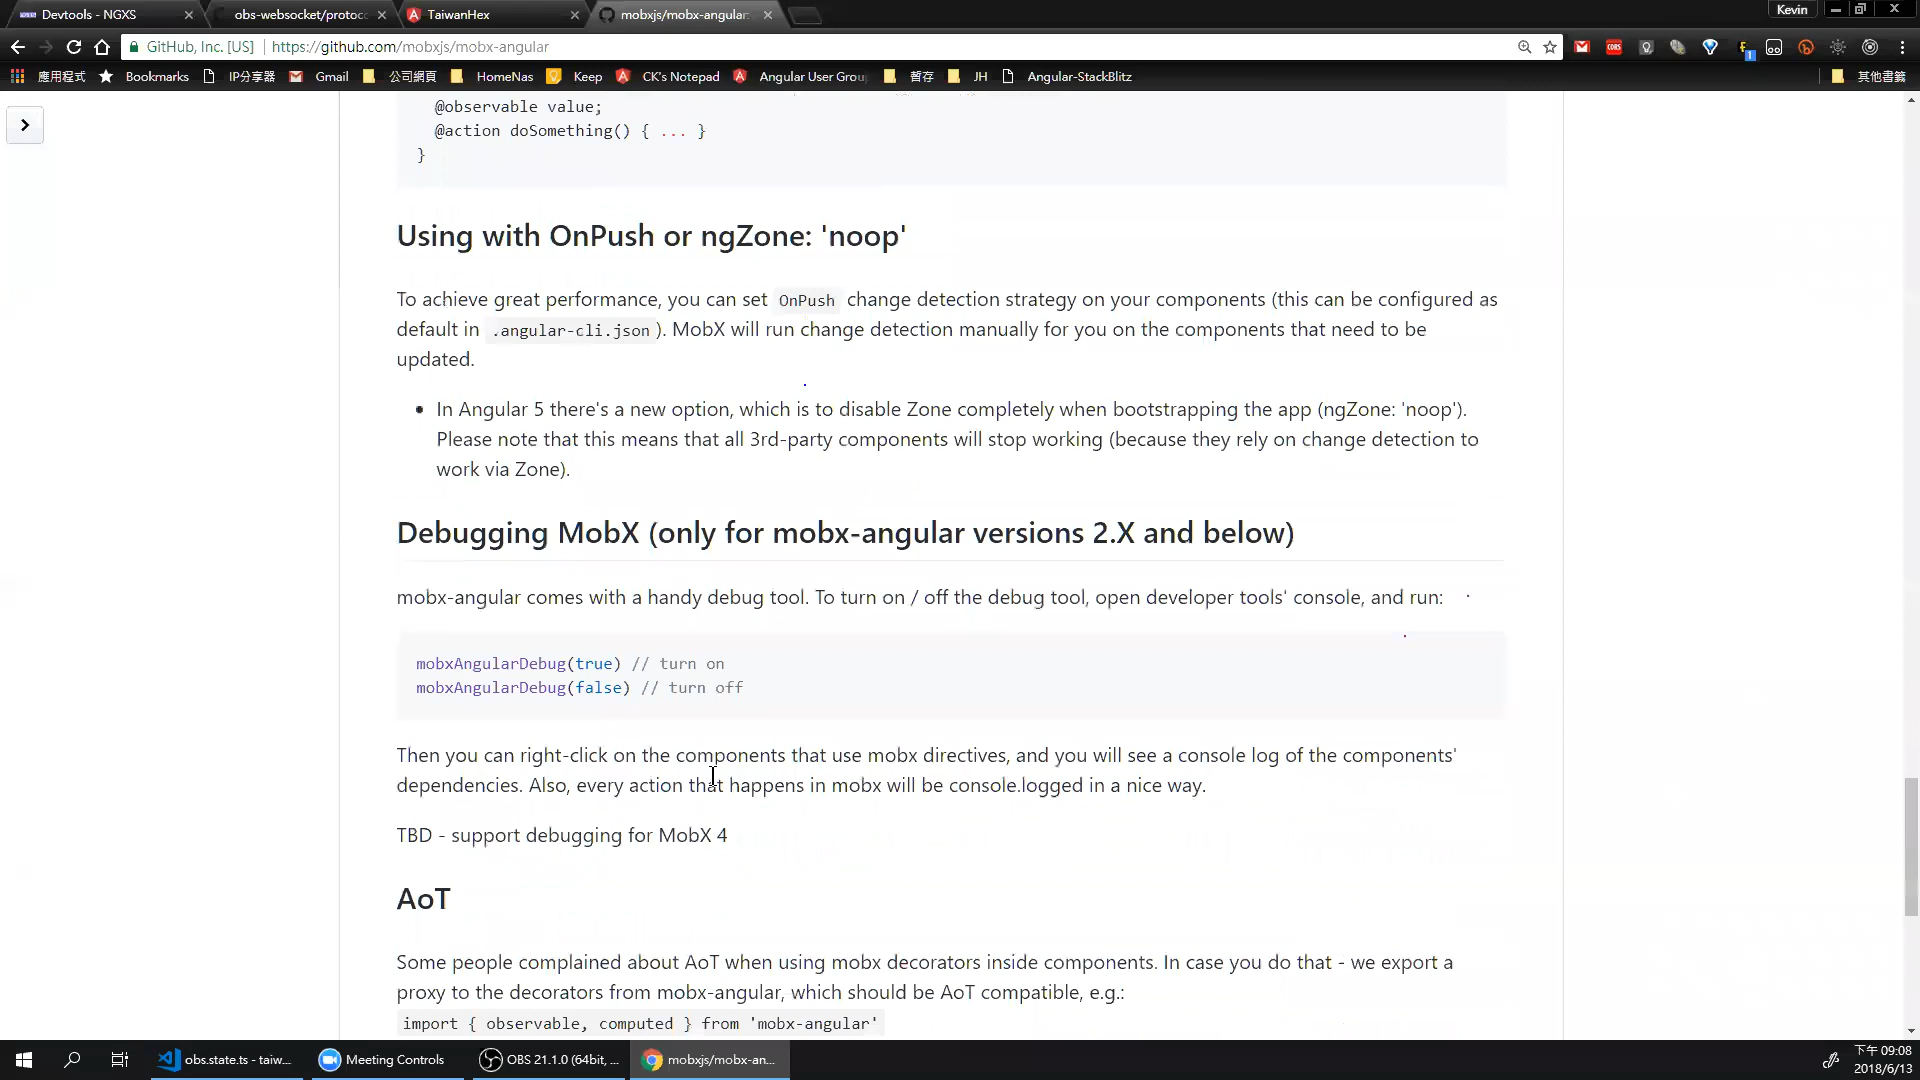 Devtools - NGXS
obs-websocket/protoco
TaiwanHex
mobxjs/mobx-angular:
Kevin
GitHub, Inc. [US]
https://github.com/mobxjs/mobx-angular
應用程式
Bookmarks
IP分享器
Gmail
公司網頁
HomeNas
Keep
CK's Notepad
Angular User Grou
暫存
JH
Angular-StackBlitz
其他書籤
@observable value;
@action doSomething() { ... }
}
Using with OnPush or ngZone: 'noop'
To achieve great performance, you can set OnPush change detection strategy on your components (this can be configured as
default in .angular-cli.json). MobX will run change detection manually for you on the components that need to be
updated.
In Angular 5 there's a new option, which is to disable Zone completely when bootstrapping the app (ngZone: 'noop').
Please note that this means that all 3rd-party components will stop working (because they rely on change detection to
work via Zone).
Debugging MobX (only for mobx-angular versions 2.X and below)
mobx-angular comes with a handy debug tool. To turn on / off the debug tool, open developer tools' console, and run:
mobxAngularDebug(true) // turn on
mobxAngularDebug(false) // turn off
Then you can right-click on the components that use mobx directives, and you will see a console log of the components'
dependencies. Also, every action that happens in mobx will be console.logged in a nice way.
TBD - support debugging for MobX 4
AoT
Some people complained about AoT when using mobx decorators inside components. In case you do that - we export a
proxy to the decorators from mobx-angular, which should be AoT compatible, e.g.:
import { observable, computed } from 'mobx-angular'
obs.state.ts - taiw...
Meeting Controls
OBS 21.1.0 (64bit, ...
mobxjs/mobx-an...
下午 09:08
2018/6/13